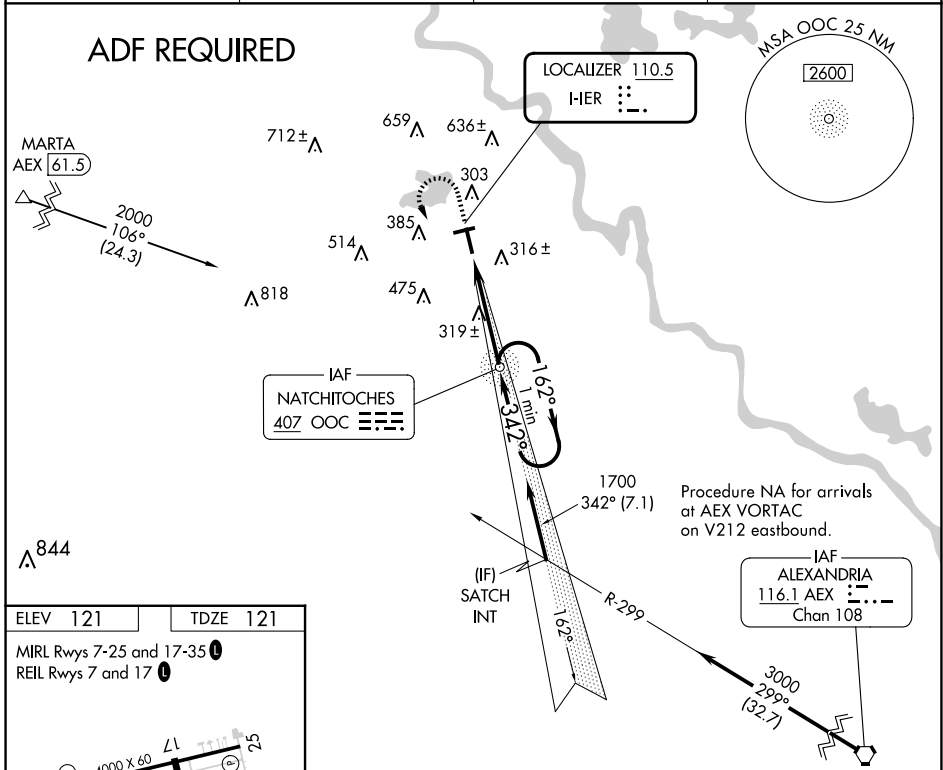 ADF REQUIRED
LOCALIZER 110.5
I-IER
MSA OOC 25 NM
2600
MARTA
AEX 61.5
2000
106°
(24.3)
712±
659
636±
303
385
514
316±
818
475
319±
IAF
NATCHITOCHES
407 OOC
162°
1 min
342°
1700
342° (7.1)
Procedure NA for arrivals
at AEX VORTAC
on V212 eastbound.
844
(IF)
SATCH
INT
R-299
162°
IAF
ALEXANDRIA
116.1 AEX
Chan 108
3000
299°
(32.7)
ELEV 121
TDZE 121
MIRL Rwys 7-25 and 17-35 L
REIL Rwys 7 and 17 L
4000 X 60
17
25
P